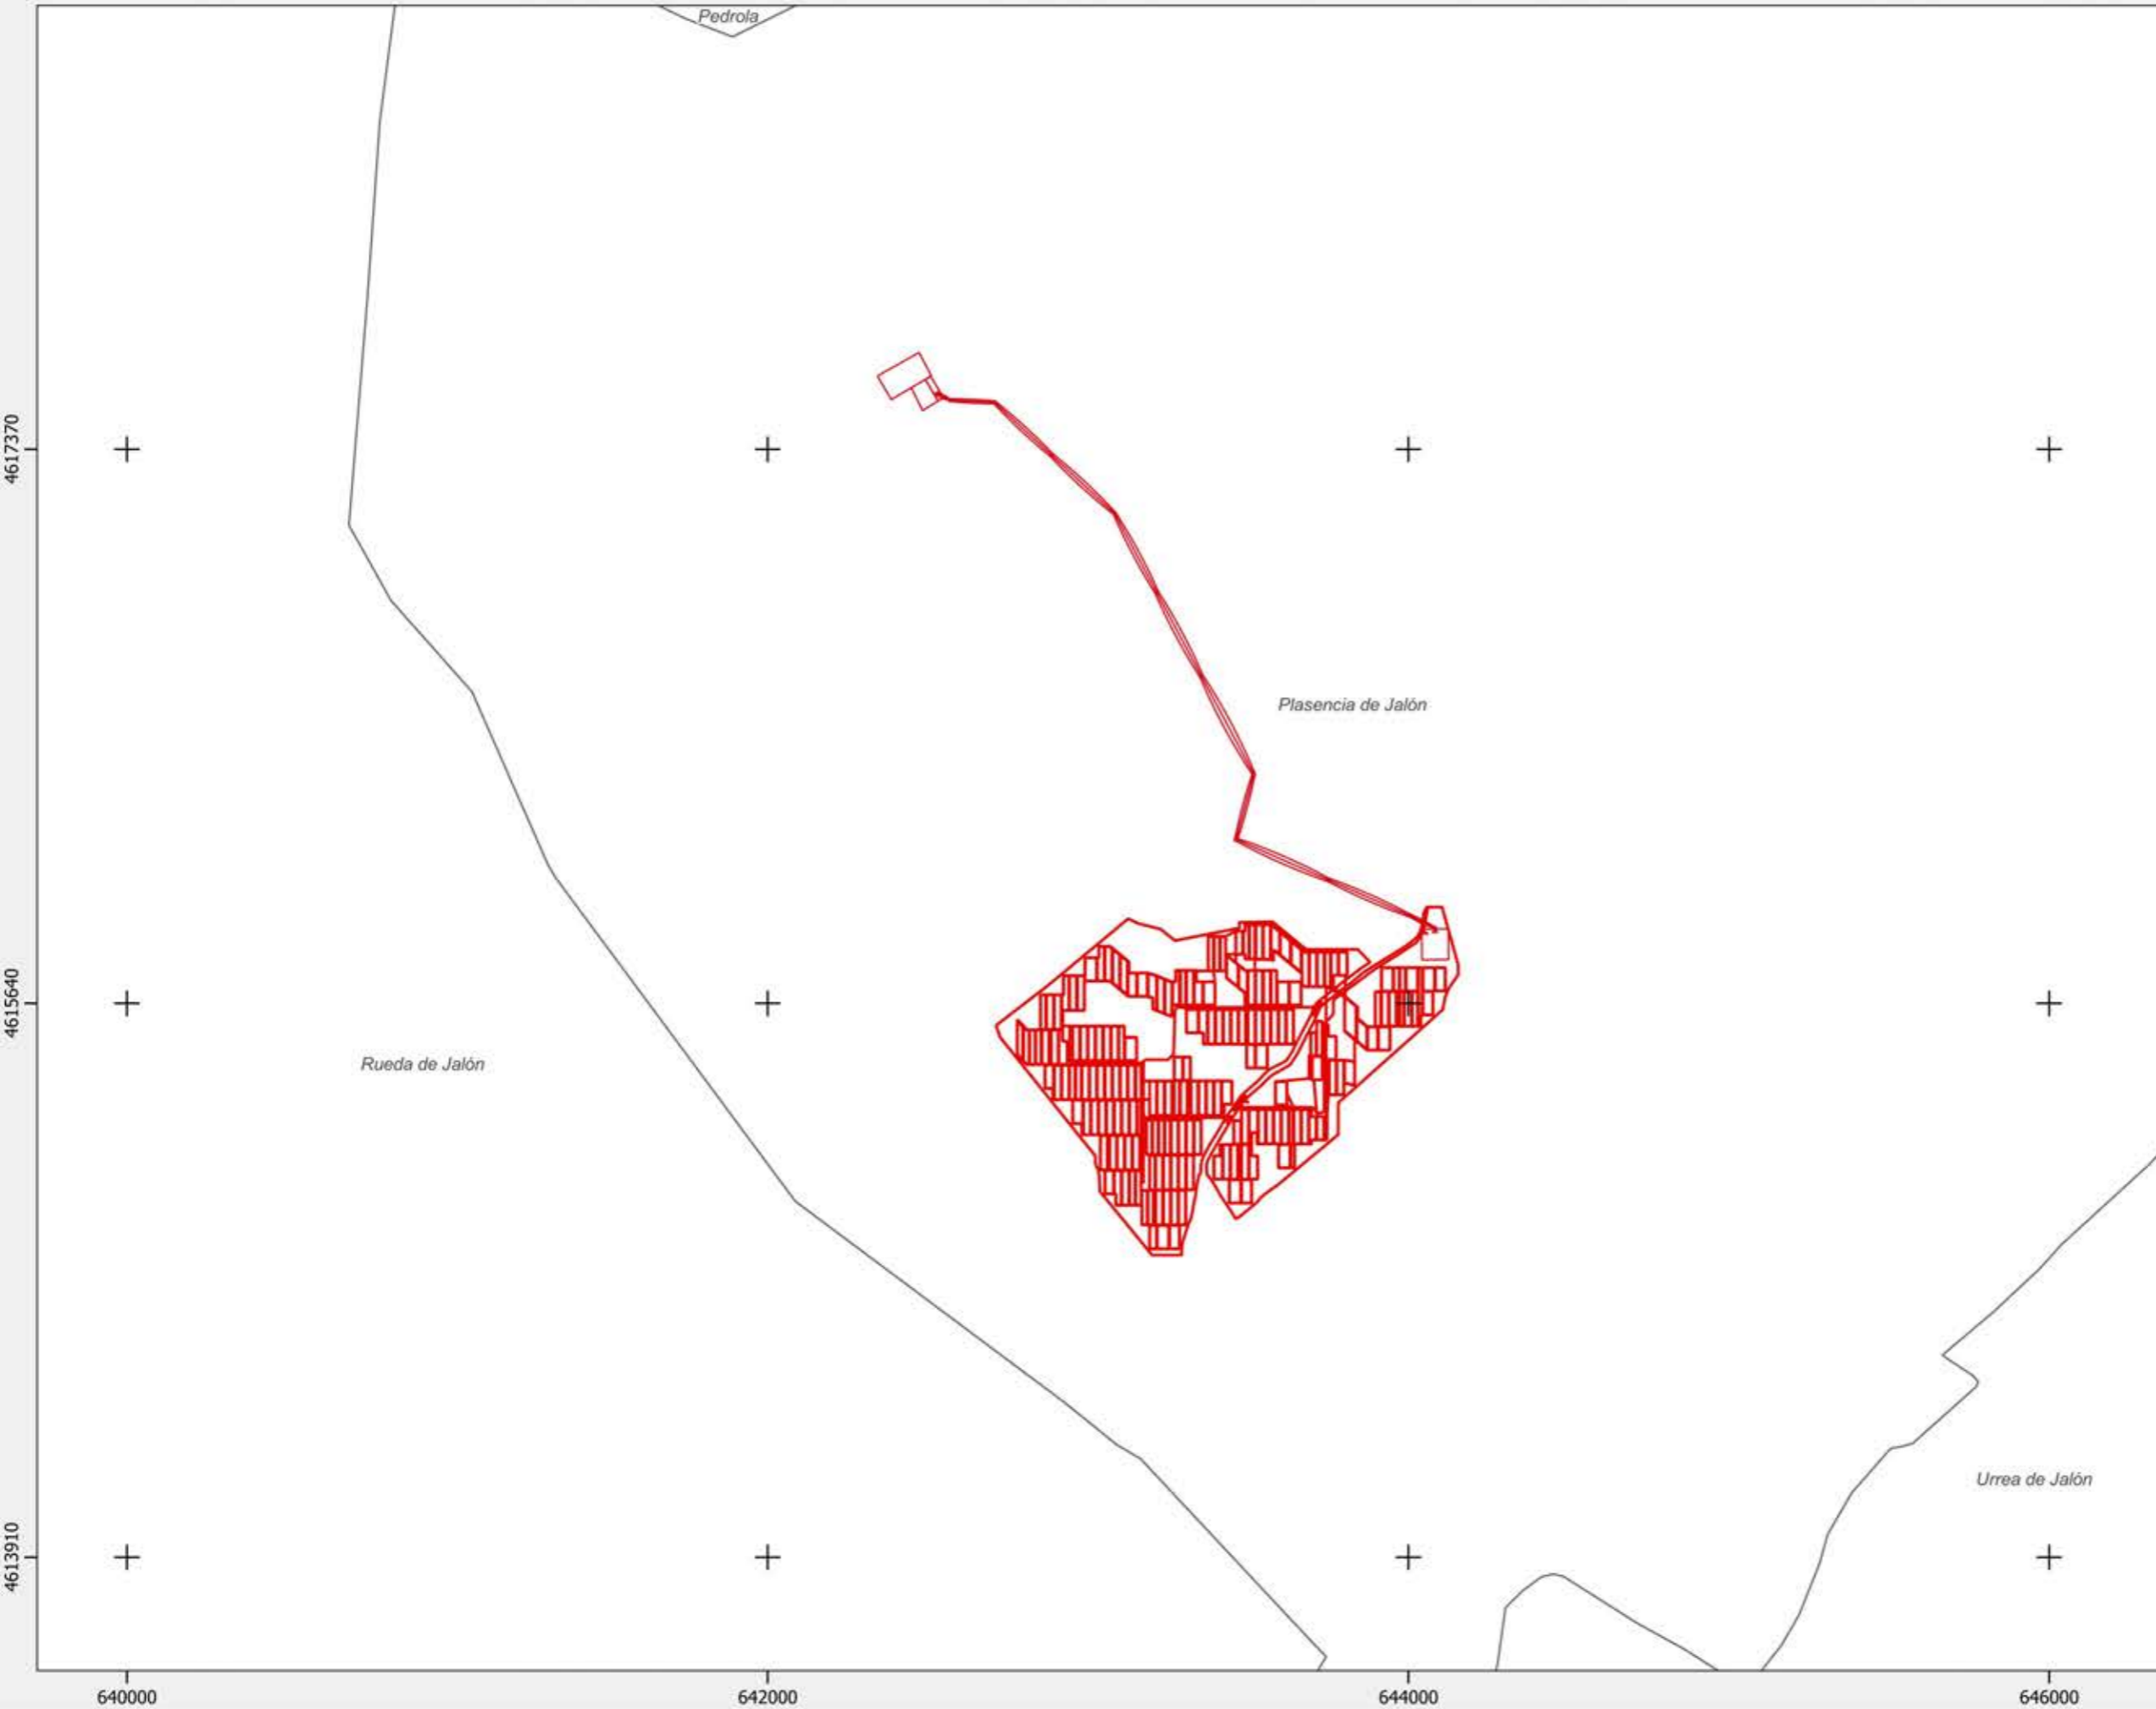 Pedrola
4617370
Plasencia de Jalón
4615640
Rueda de Jalón
Urrea de Jalón
4613910
640000
642000
644000
646000